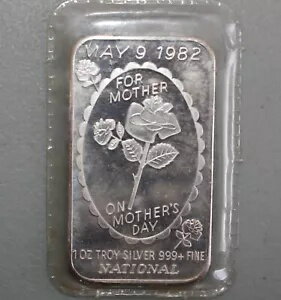 MAY 9 1982
FOR
MOTHER
ON
MOTHER'S
DAY
1 OZ TROY SILVER 999+ FINE
NATIONAL